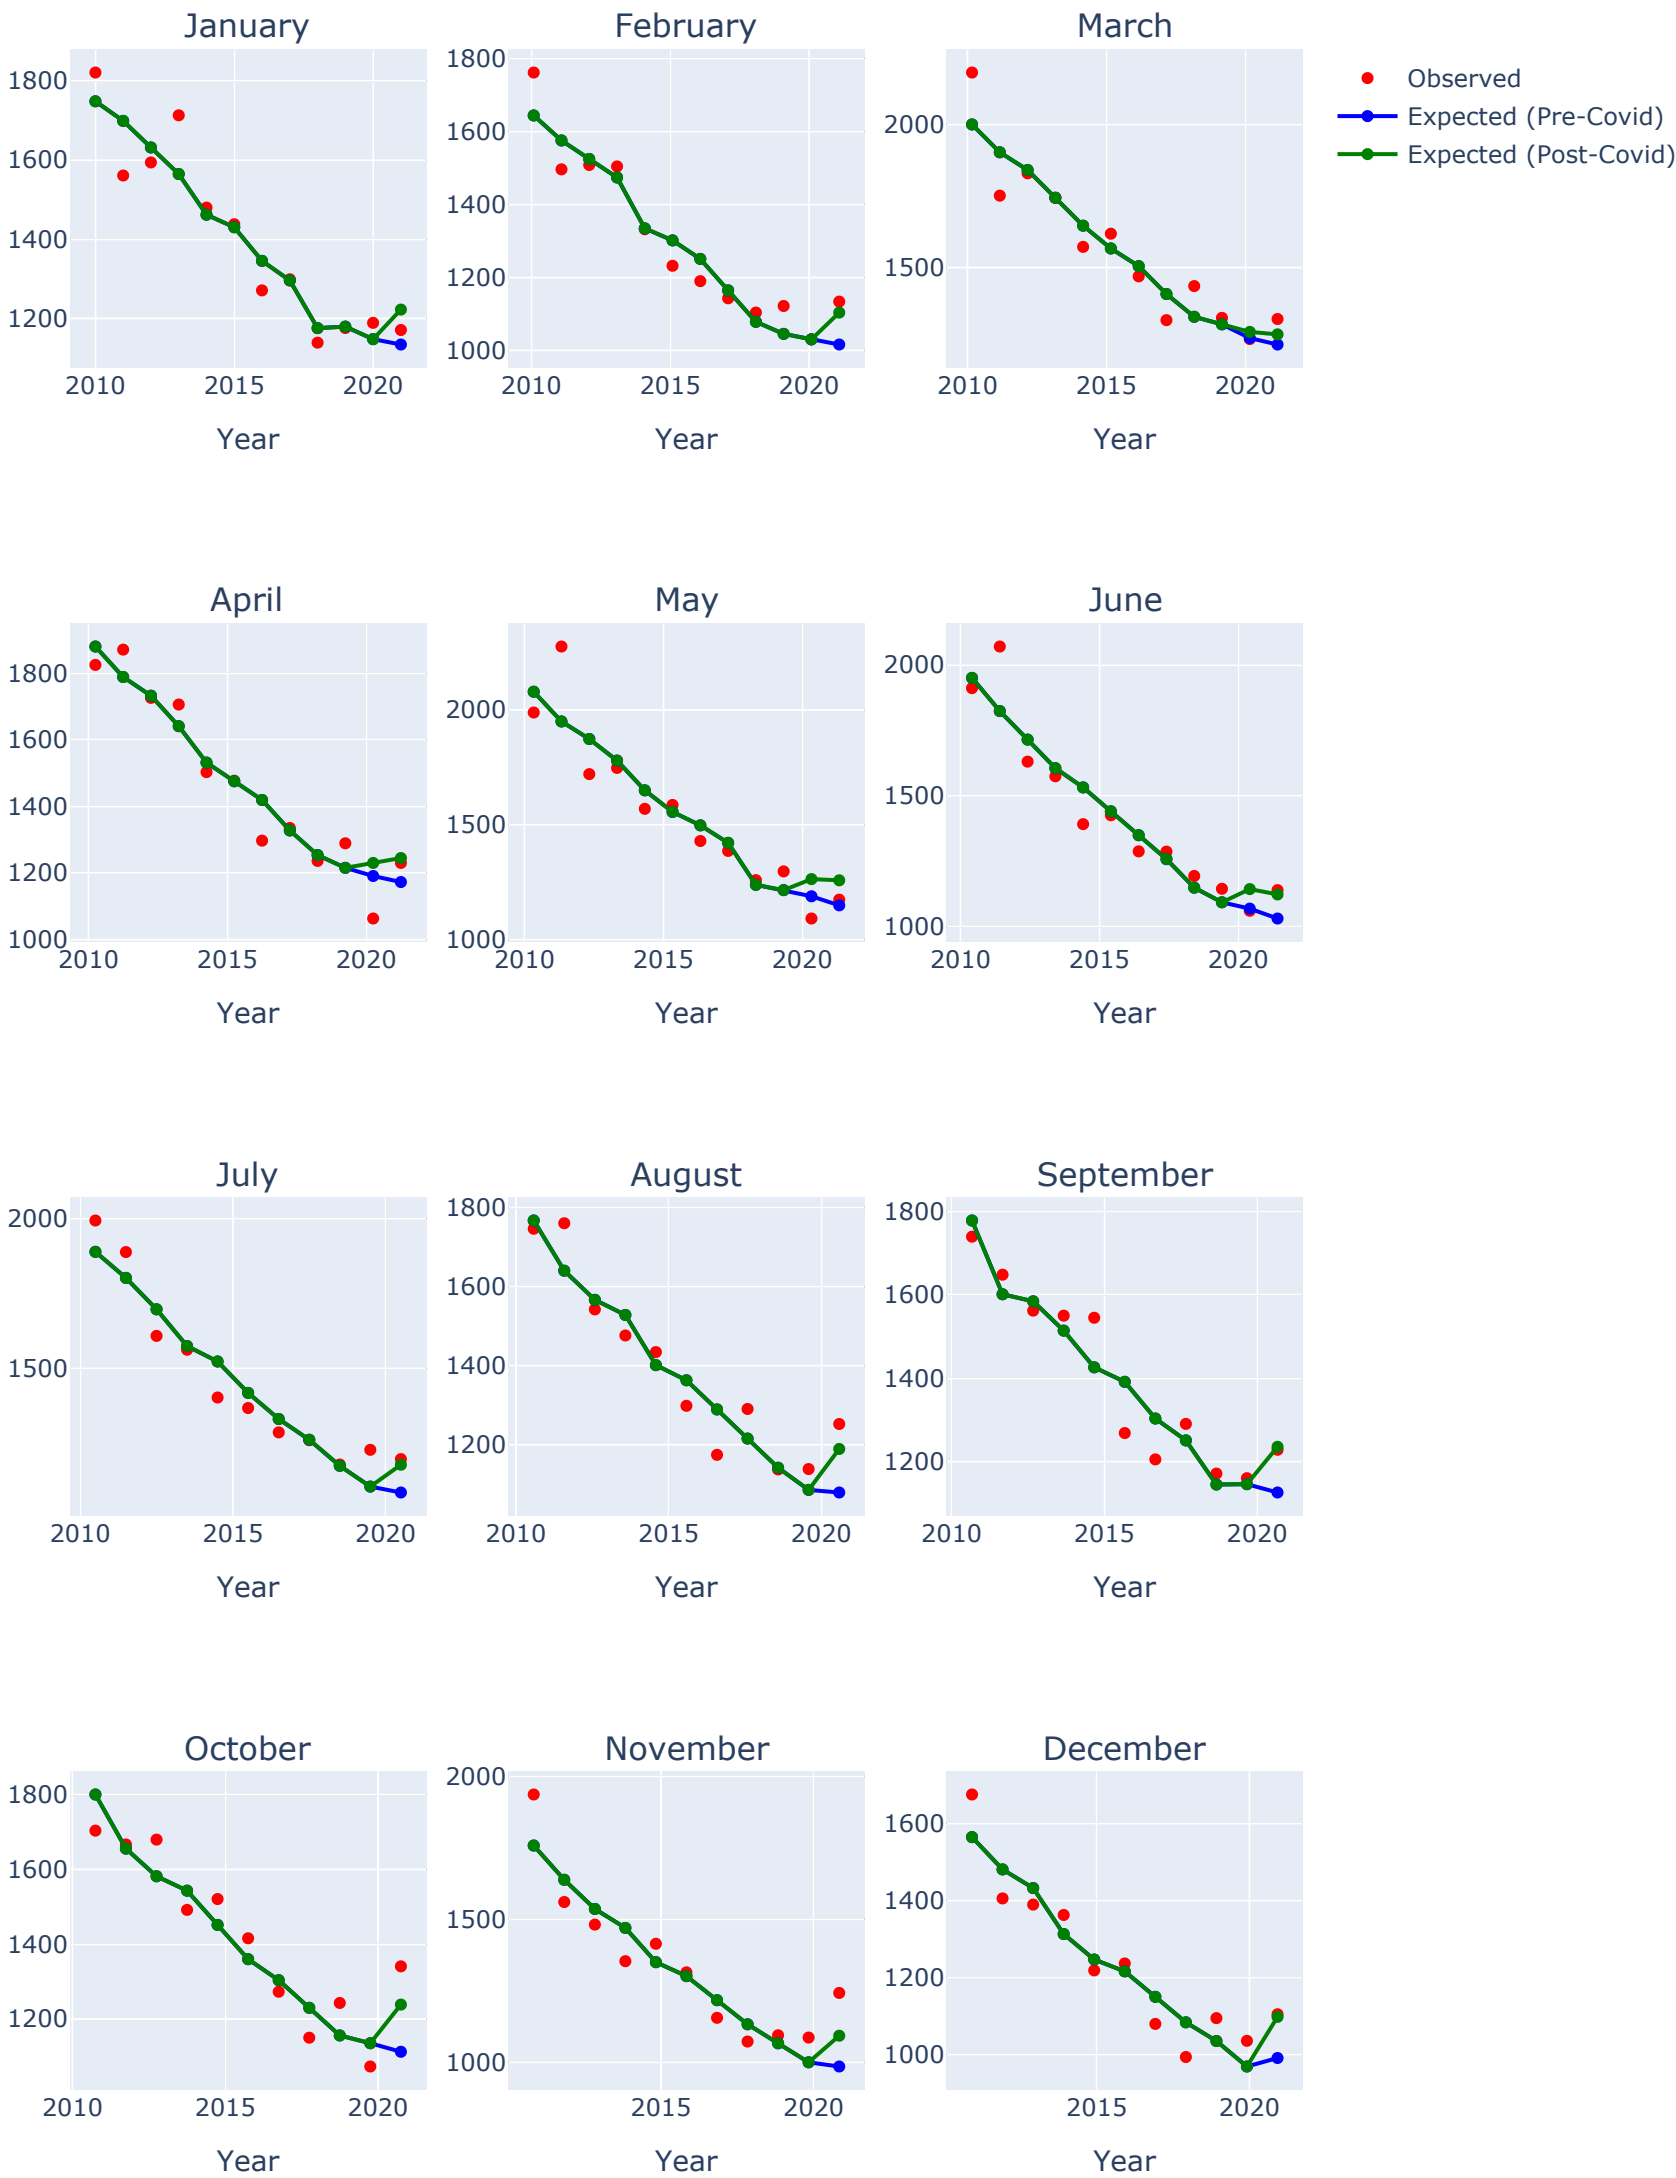 January
February
March
1800
1600
1400
1200
2010
2015
2020
Year
1800
1600
1400
1200
1000
2010
2015
2020
Year
2000
1500
2010
2015
2020
Year
Observed
Expected (Pre-Covid)
Expected (Post-Covid)
April
May
June
1800
1600
1400
1200
1000
2010
2015
2020
Year
2000
1500
1000
2010
2015
2020
Year
2000
1500
1000
2010
2015
2020
Year
July
August
September
2000
1500
2010
2015
2020
Year
1800
1600
1400
1200
2010
2015
2020
Year
1800
1600
1400
1200
2010
2015
2020
Year
October
November
December
1800
1600
1400
1200
2010
2015
2020
Year
2000
1500
1000
2015
2020
Year
1600
1400
1200
1000
2015
2020
Year